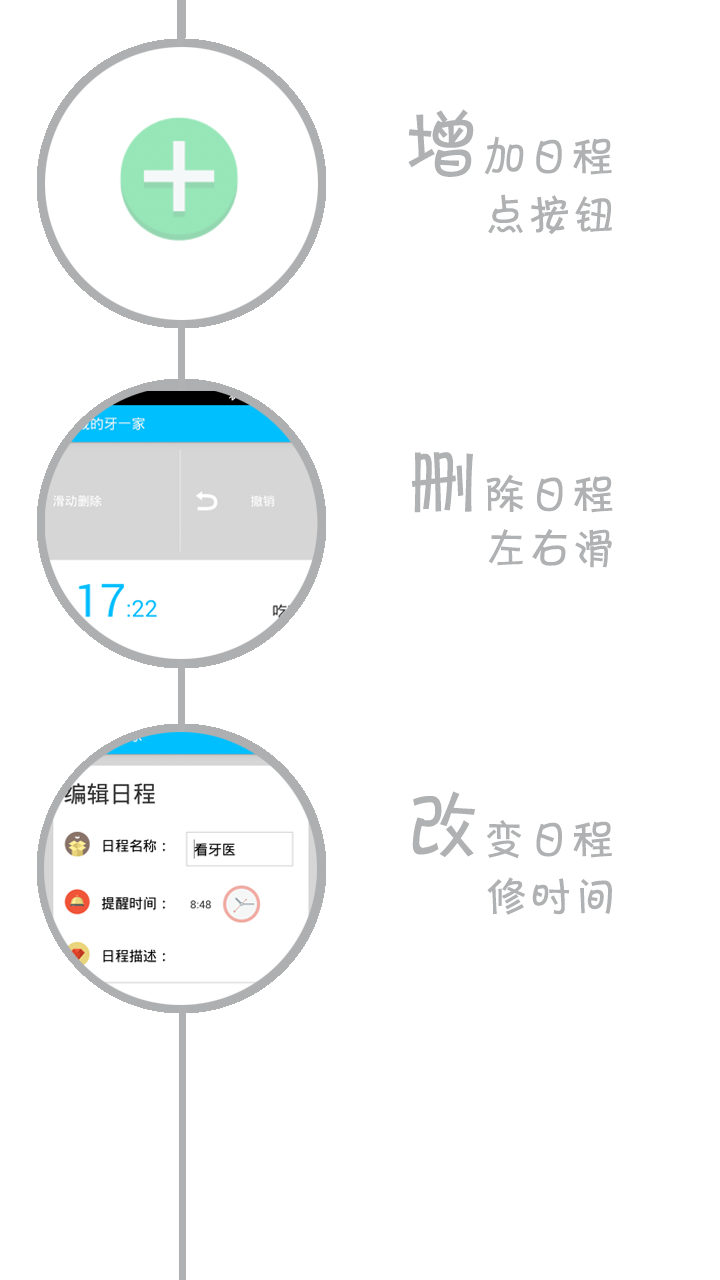 增加日程
点按钮
的牙一家
删除日程
滑动删除
撤销
左右滑
17:22
吃
编辑日程
改变日程
日程名称：
看牙医
修时间
提醒时间：
8:48
日程描述：